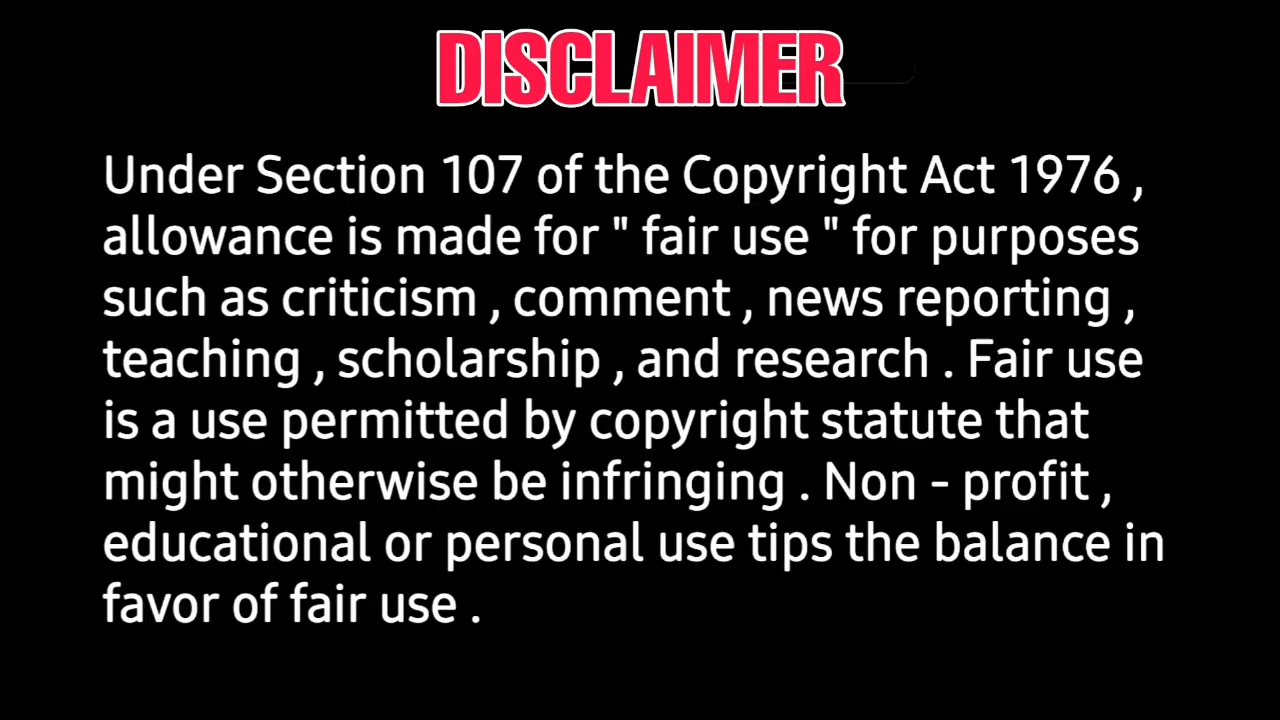 DISCLAIMER
Under Section 107 of the Copyright Act 1976 ,
allowance is made for " fair use " for purposes
such as criticism , comment , news reporting ,
teaching , scholarship , and research . Fair use
is a use permitted by copyright statute that
might otherwise be infringing . Non - profit ,
educational or personal use tips the balance in
favor of fair use .